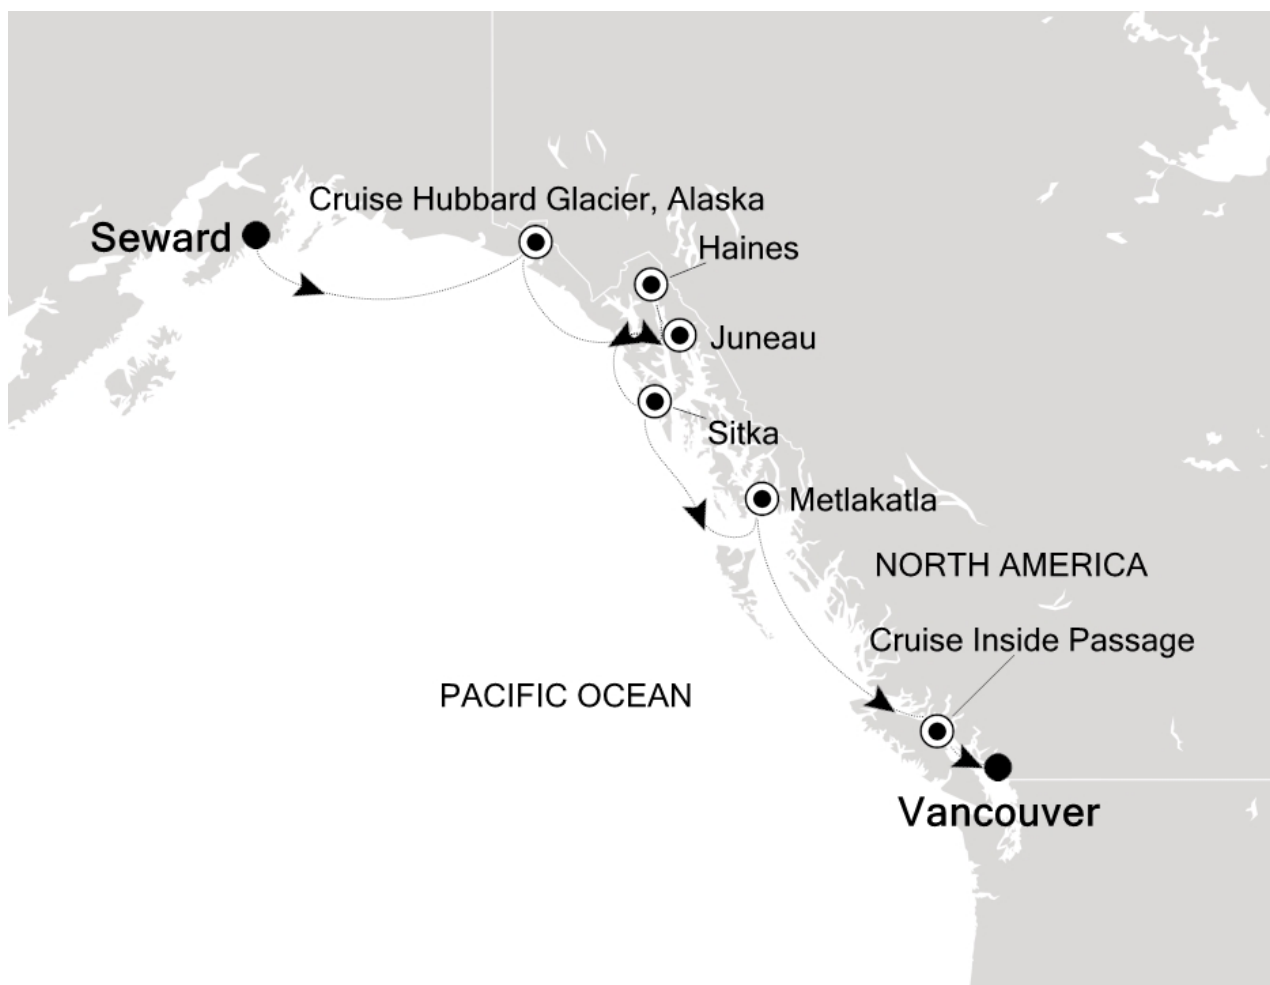 Cruise Hubbard Glacier, Alaska
Seward
Haines
Juneau
Sitka
Metlakatla
NORTH AMERICA
Cruise Inside Passage
PACIFIC OCEAN
Vancouver